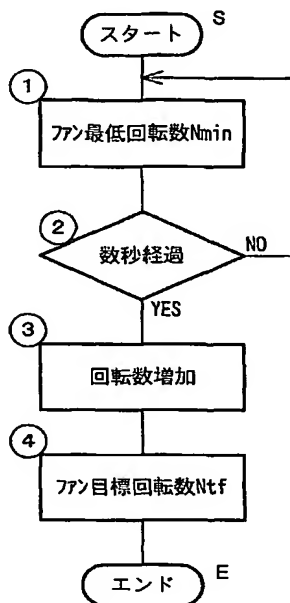 スタート S
①
ファン最低回転数Nmin
②
数秒経過 NO
YES
③
回転数増加
④
ファン目標回転数Ntf
エンド E